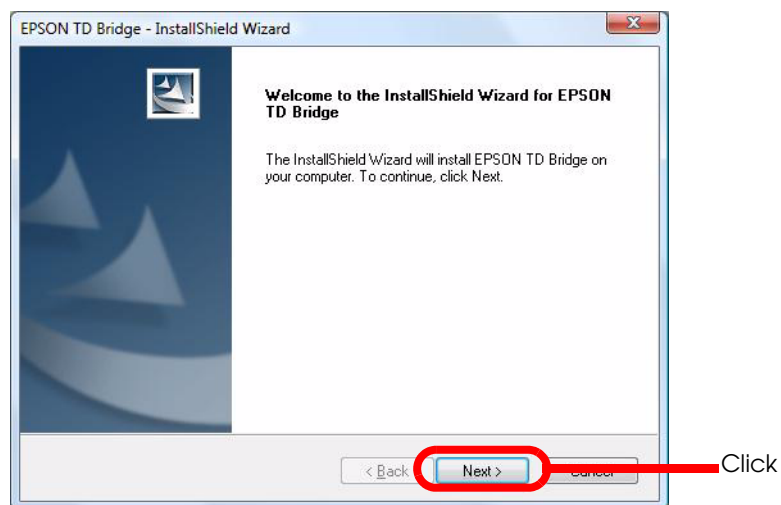 EPSON TD Bridge - InstallShield Wizard
Welcome to the InstallShield Wizard for EPSON
TD Bridge
The InstallShield Wizard will install EPSON TD Bridge on
your computer. To continue, click Next.
< Back
Next >
Cancel
Click